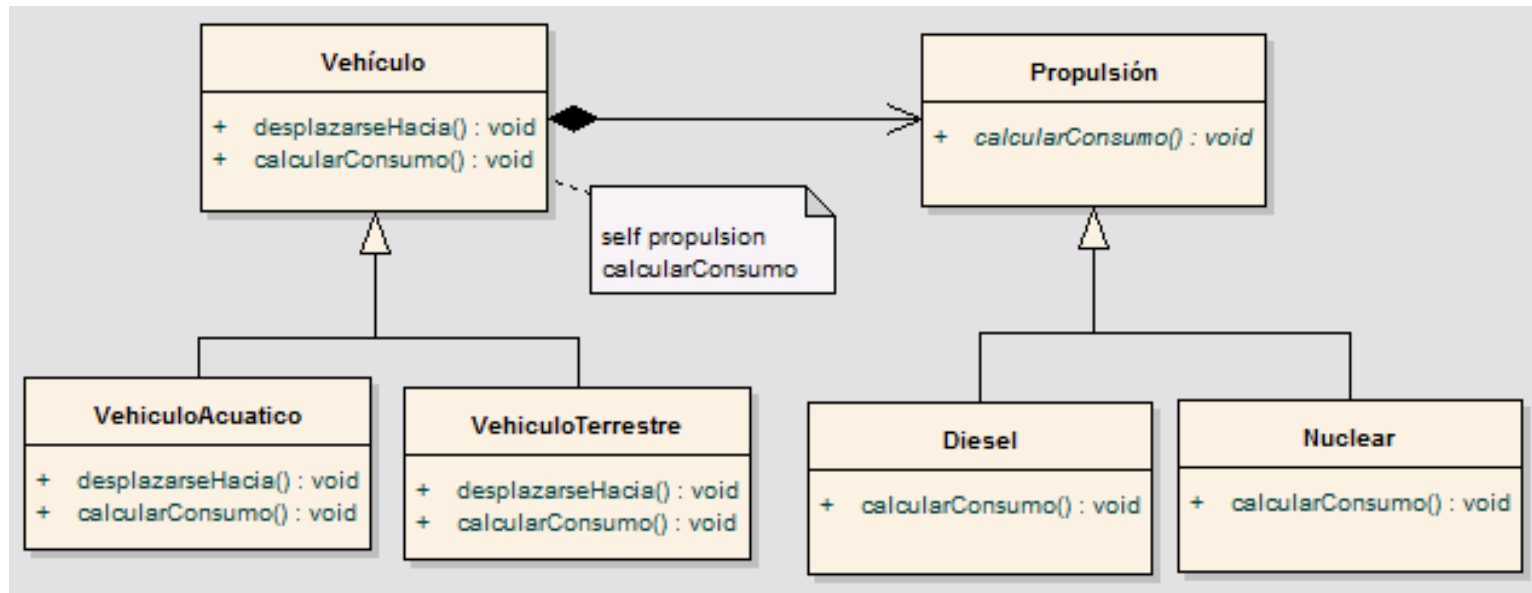 Vehículo
+ desplazarseHacia() : void
+ calcularConsumo() : void
Propulsión
+ calcularConsumo() : void
self propulsion
calcularConsumo
VehiculoAcuatico
+ desplazarseHacia() : void
+ calcularConsumo() : void
VehiculoTerrestre
+ desplazarseHacia() : void
+ calcularConsumo() : void
Diesel
+ calcularConsumo() : void
Nuclear
+ calcularConsumo() : void